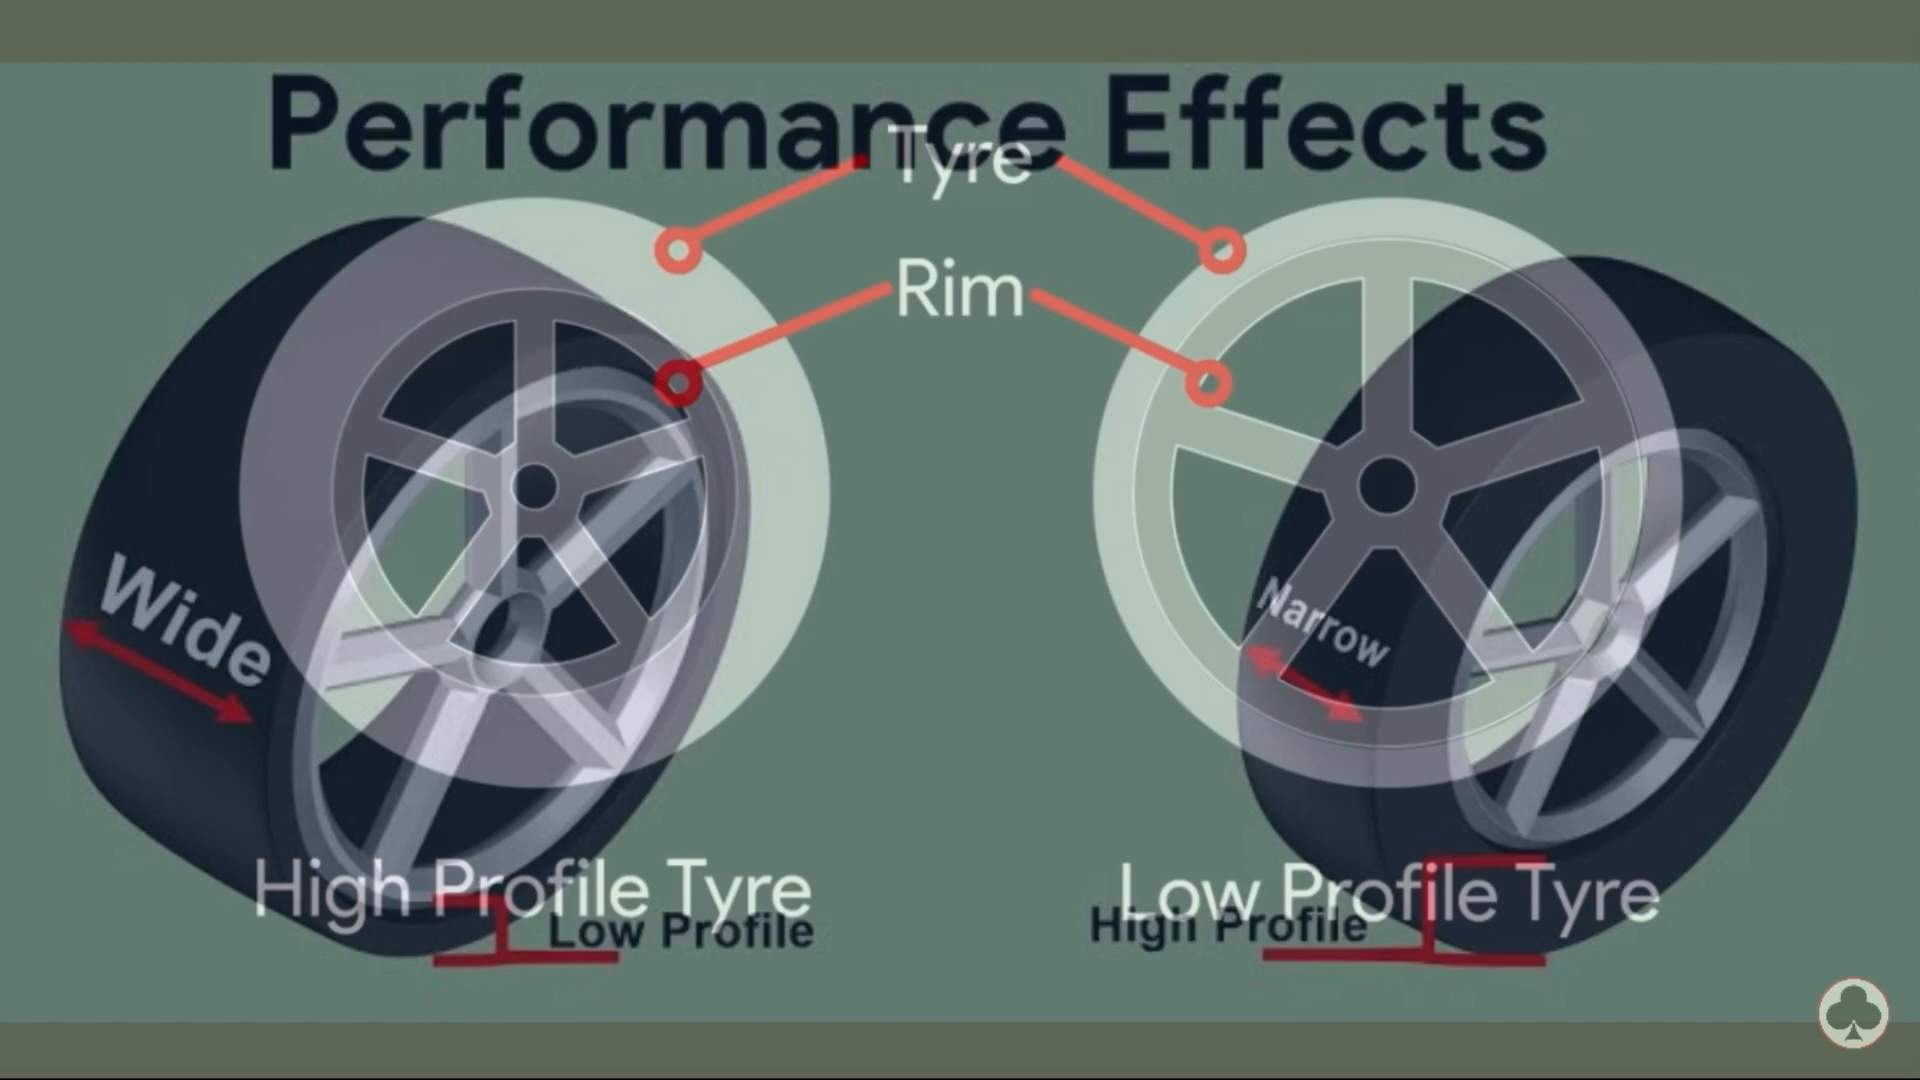 Performance Effects
Tyre
Rim
Wide
Narrow
High Profile Tyre
Low Profile Tyre
Low Profile
High Profile